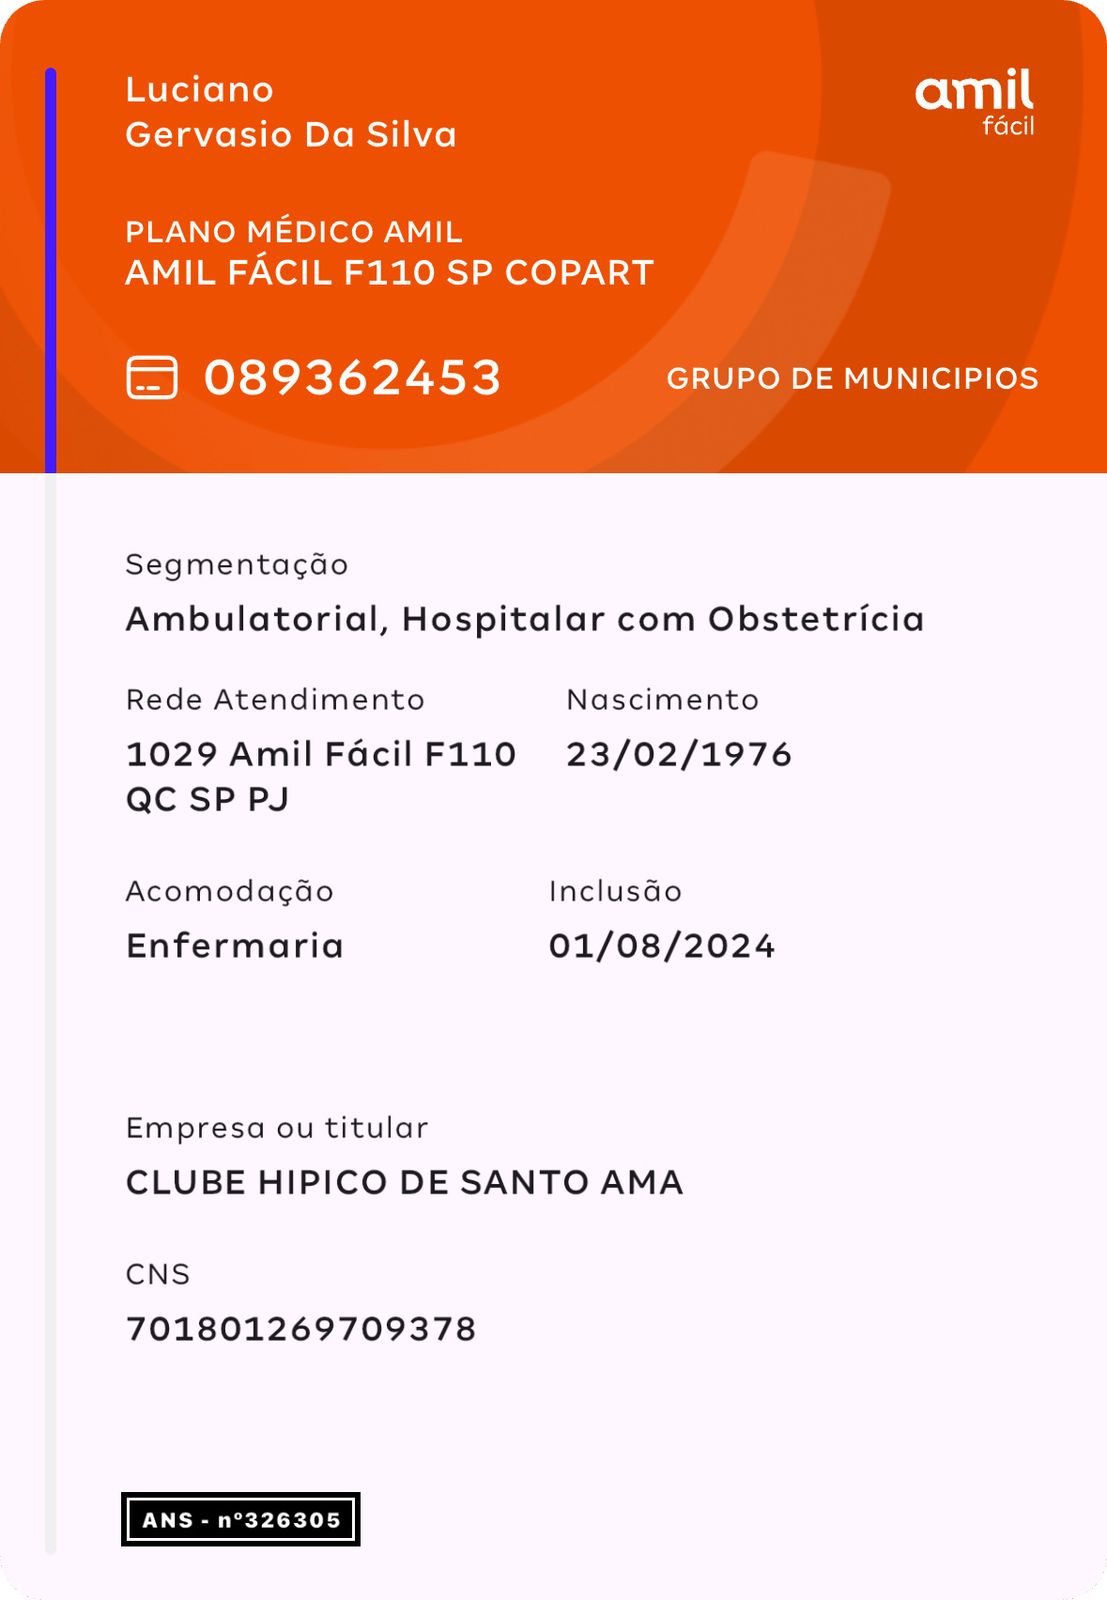 Luciano
Gervasio Da Silva
amil
fácil
PLANO MÉDICO AMIL
AMIL FÁCIL F110 SP COPART
089362453
GRUPO DE MUNICIPIOS
Segmentação
Ambulatorial, Hospitalar com Obstetrícia
Rede Atendimento
1029 Amil Fácil F110
QC SP PJ
Nascimento
23/02/1976
Acomodação
Enfermaria
Inclusão
01/08/2024
Empresa ou titular
CLUBE HIPICO DE SANTO AMA
CNS
701801269709378
ANS - nº326305